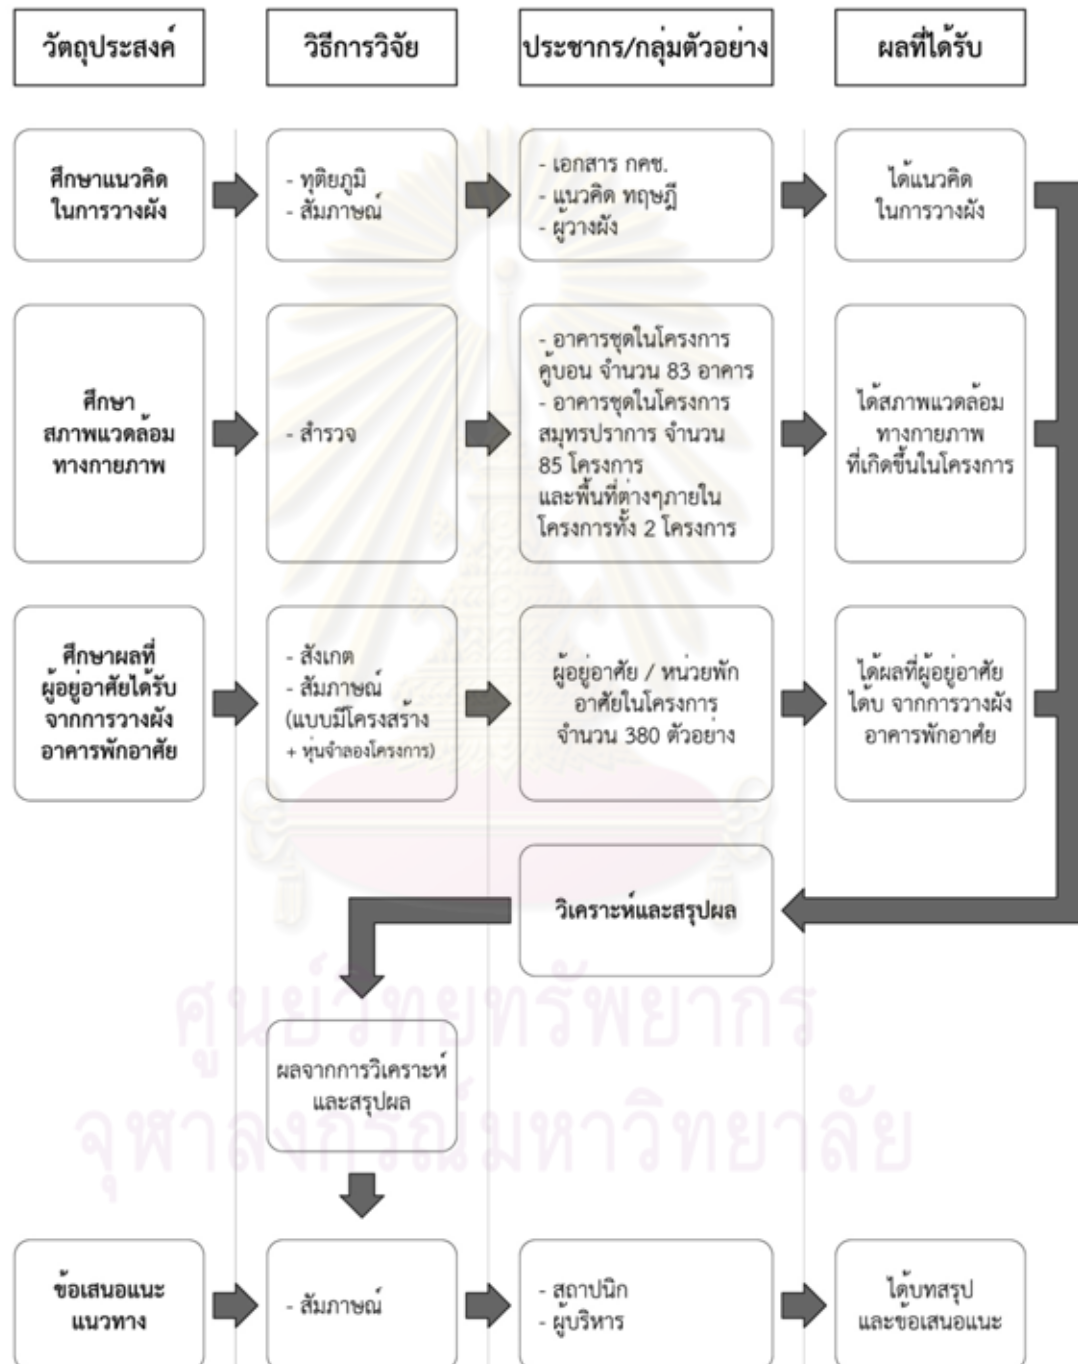 วัตถุประสงค์
วิธีการวิจัย
ประชากร/กลุ่มตัวอย่าง
ผลที่ได้รับ
ศึกษาแนวคิด
ในการวางผัง
- ทุติยภูมิ
- สัมภาษณ์
- เอกสาร กคช.
- แนวคิด ทฤษฎี
- ผู้วางผัง
ได้แนวคิด
ในการวางผัง
ศึกษา
สภาพแวดล้อม
ทางกายภาพ
- สำรวจ
- อาคารชุดในโครงการ
คู้บอน จำนวน 83 อาคาร
- อาคารชุดในโครงการ
สมุทรปราการ จำนวน
85 โครงการ
และพื้นที่ต่างๆภายใน
โครงการทั้ง 2 โครงการ
ได้สภาพแวดล้อม
ทางกายภาพ
ที่เกิดขึ้นในโครงการ
ศึกษาผลที่
ผู้อยู่อาศัยได้รับ
จากการวางผัง
อาคารพักอาศัย
- สังเกต
- สัมภาษณ์
(แบบมีโครงสร้าง
+ หุ่นจำลองโครงการ)
ผู้อยู่อาศัย / หน่วยพัก
อาศัยในโครงการ
จำนวน 380 ตัวอย่าง
ได้ผลที่ผู้อยู่อาศัย
ได้บ จากการวางผัง
อาคารพักอาศัย
วิเคราะห์และสรุปผล
ศูนย์วิทยทรัพยากร
ผลจากการวิเคราะห์
และสรุปผล
จุฬาลงกรณ์มหาวิทยาลัย
ข้อเสนอแนะ
แนวทาง
- สัมภาษณ์
- สถาปนิก
- ผู้บริหาร
ได้บทสรุป
และข้อเสนอแนะ